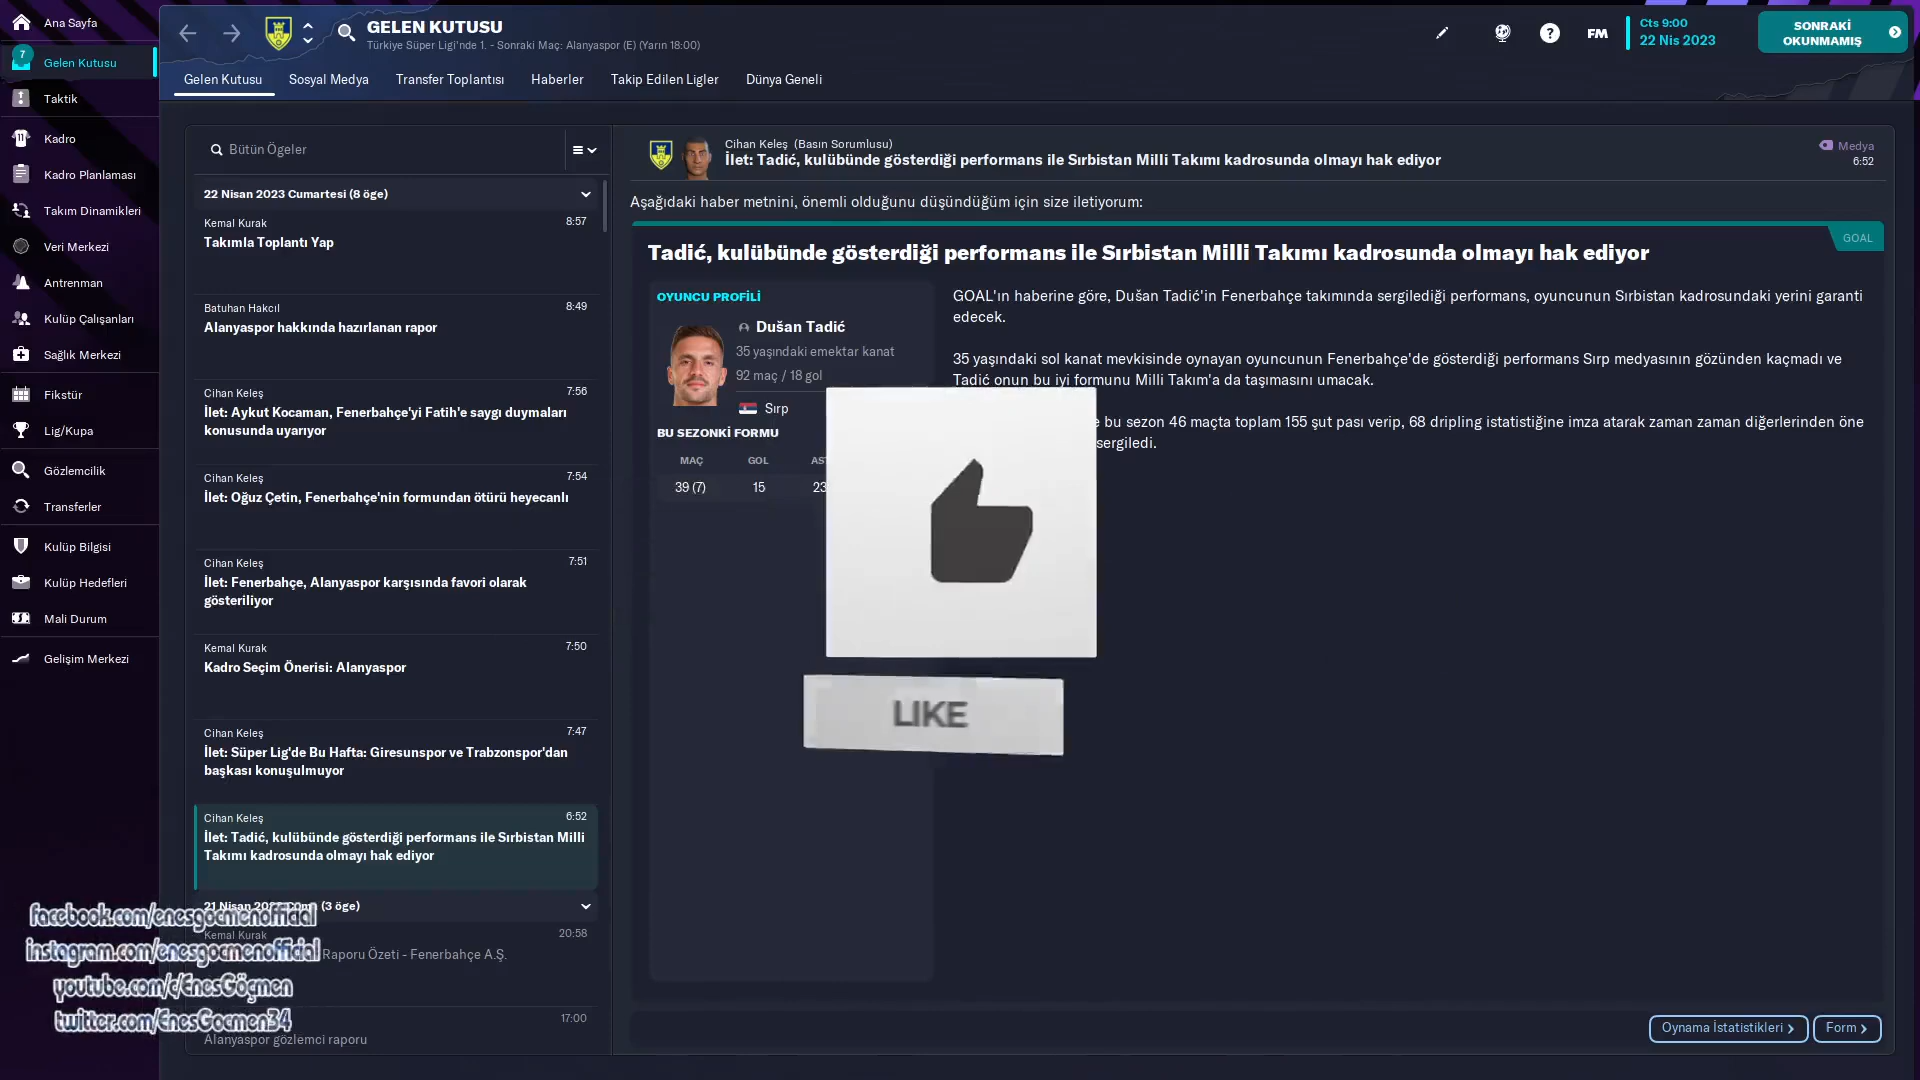 Ana Sayfa
7
Gelen Kutusu
Taktik
Kadro
Kadro Planlaması
Takım Dinamikleri
Veri Merkezi
Antrenman
Kulüp Çalışanları
Sağlık Merkezi
Fikstür
Lig/Kupa
Gözlemcilik
Transferler
Kulüp Bilgisi
Kulüp Hedefleri
Mali Durum
Gelişim Merkezi
GELEN KUTUSU
Türkiye Süper Ligi'nde 1. - Sonraki Maç: Alanyaspor (E) (Yarın 18:00)
FM
Cts 9:00
22 Nis 2023
SONRAKİ
OKUNMAMIŞ
Gelen Kutusu Sosyal Medya Transfer Toplantısı Haberler Takip Edilen Ligler Dünya Geneli
Bütün Ögeler
22 Nisan 2023 Cumartesi (8 öge)
Kemal Kurak 8:57
Takımla Toplantı Yap
Batuhan Hakcıl 8:49
Alanyaspor hakkında hazırlanan rapor
Cihan Keleş 7:56
İlet: Aykut Kocaman, Fenerbahçe'yi Fatih'e saygı duymaları
konusunda uyarıyor
Cihan Keleş 7:54
İlet: Oğuz Çetin, Fenerbahçe'nin formundan ötürü heyecanlı
Cihan Keleş 7:51
İlet: Fenerbahçe, Alanyaspor karşısında favori olarak
gösteriliyor
Kemal Kurak 7:50
Kadro Seçim Önerisi: Alanyaspor
Cihan Keleş 7:47
İlet: Süper Lig'de Bu Hafta: Giresunspor ve Trabzonspor'dan
başkası konuşulmuyor
Cihan Keleş 6:52
İlet: Tadić, kulübünde gösterdiği performans ile Sırbistan Milli
Takımı kadrosunda olmayı hak ediyor
21 Nisan (3 öge)
Kemal Kurak 20:58
Raporu Özeti - Fenerbahçe A.Ş.
17:00
Alanyaspor gözlemci raporu
Cihan Keleş (Basın Sorumlusu)
İlet: Tadić, kulübünde gösterdiği performans ile Sırbistan Milli Takımı kadrosunda olmayı hak ediyor
Medya
6:52
Aşağıdaki haber metnini, önemli olduğunu düşündüğüm için size iletiyorum:
GOAL
Tadić, kulübünde gösterdiği performans ile Sırbistan Milli Takımı kadrosunda olmayı hak ediyor
OYUNCU PROFİLİ
Dušan Tadić
35 yaşındaki emektar kanat
92 maç / 18 gol
Sırp
BU SEZONKİ FORMU
MAÇ GOL
39 (7) 15 23
GOAL'ın haberine göre, Dušan Tadić'in Fenerbahçe takımında sergilediği performans, oyuncunun Sırbistan kadrosundaki yerini garanti
edecek.
35 yaşındaki sol kanat mevkisinde oynayan oyuncunun Fenerbahçe'de gösterdiği performans Sırp medyasının gözünden kaçmadı ve
Tadić onun bu iyi formunu Milli Takım'a da taşımasını umacak.
bu sezon 46 maçta toplam 155 şut pası verip, 68 dripling istatistiğine imza atarak zaman zaman diğerlerinden öne
sergiledi.
LIKE
Oynama İstatistikleri
Form
facebook.com/enesgocmenofficial
instagram.com/enesgocmenofficial
youtube.com/c/EnesGöçmen
twitter.com/EnesGocmen34